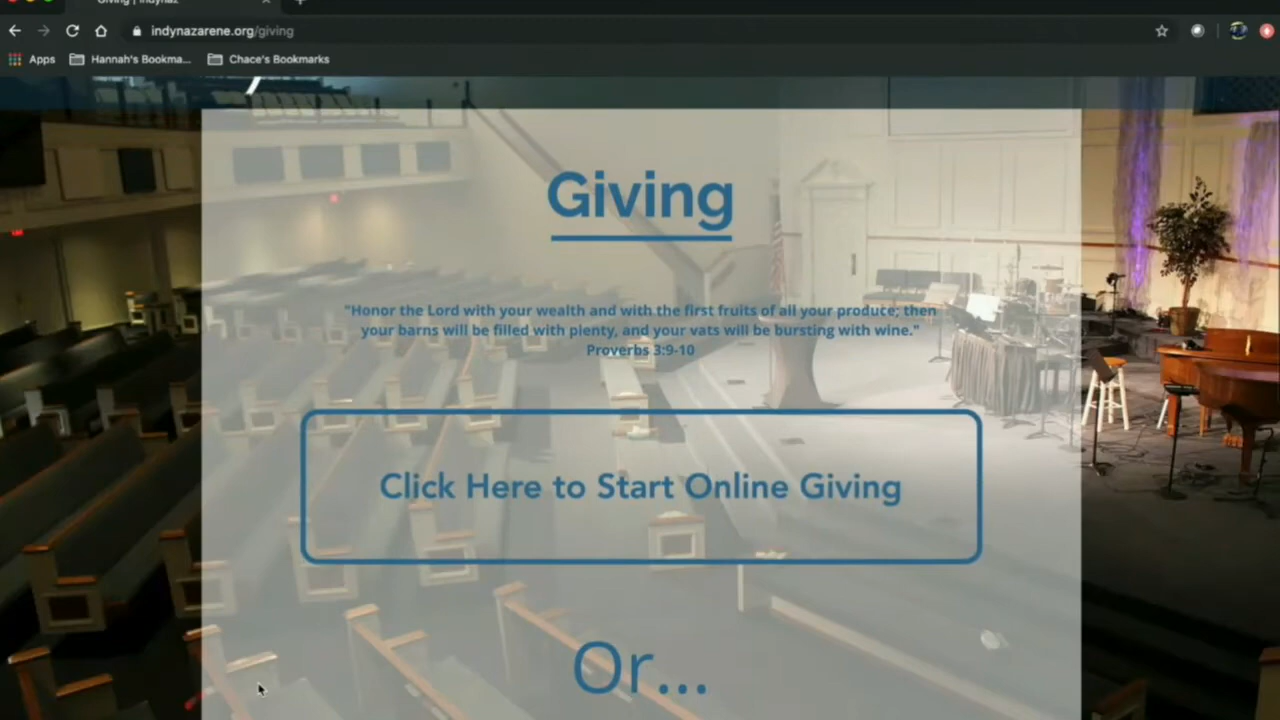 Giving | indynaz
indynazarene.org/giving
Apps Hannah's Bookma... Chace's Bookmarks
Giving
"Honor the Lord with your wealth and with the first fruits of all your produce; then
your barns will be filled with plenty, and your vats will be bursting with wine."
Proverbs 3:9-10
Click Here to Start Online Giving
Or...